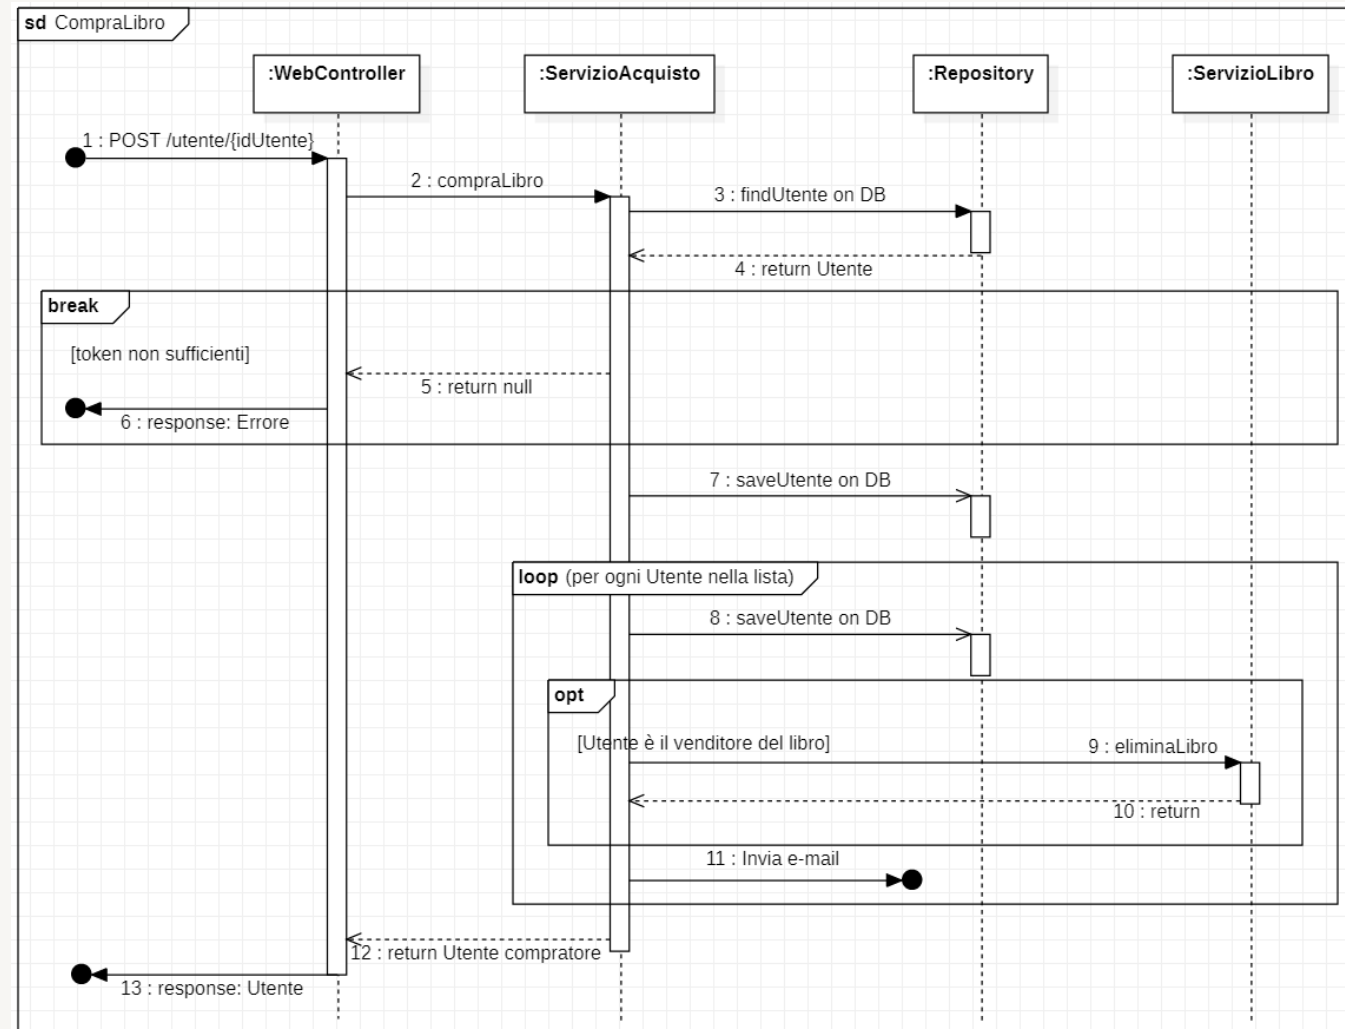 sd CompraLibro
:WebController
:ServizioAcquisto
:Repository
:ServizioLibro
1 : POST /utente/{idUtente}
2 : compraLibro
3 : findUtente on DB
4 : return Utente
break
[token non sufficienti]
5 : return null
6 : response: Errore
7 : saveUtente on DB
loop (per ogni Utente nella lista)
8 : saveUtente on DB
opt
[Utente è il venditore del libro]
9 : eliminaLibro
10 : return
11 : Invia e-mail
12 : return Utente compratore
13 : response: Utente